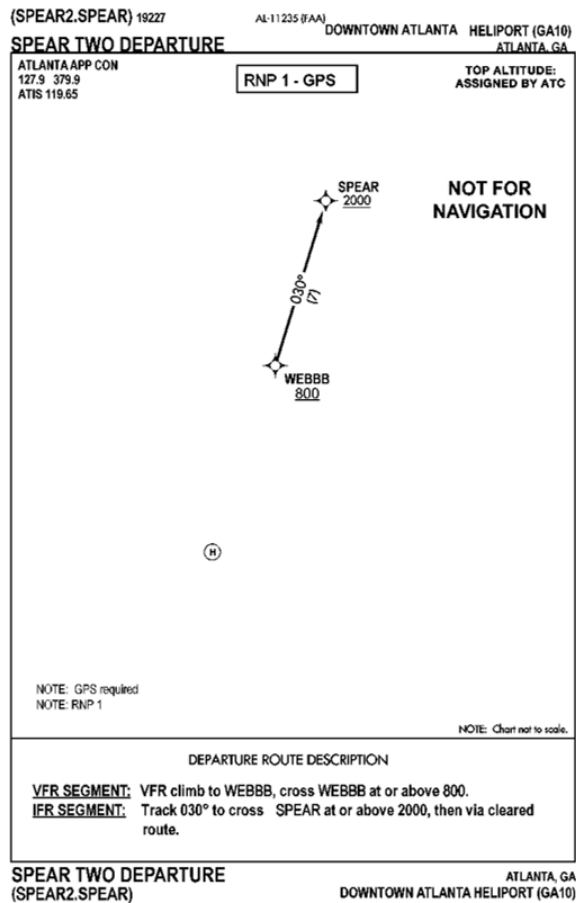 (SPEAR2.SPEAR) 19227
AL-11235 (FAA)
DOWNTOWN ATLANTA HELIPORT (GA10)
SPEAR TWO DEPARTURE
ATLANTA, GA
ATLANTA APP CON
127.9 379.9
ATIS 119.65
RNP 1 - GPS
TOP ALTITUDE:
ASSIGNED BY ATC
SPEAR
2000
NOT FOR
NAVIGATION
030°
(7)
WEBBB
800
H
NOTE: GPS required
NOTE: RNP 1
NOTE: Chart not to scale.
DEPARTURE ROUTE DESCRIPTION
VFR SEGMENT: VFR climb to WEBBB, cross WEBBB at or above 800.
IFR SEGMENT: Track 030° to cross SPEAR at or above 2000, then via cleared
route.
SPEAR TWO DEPARTURE
(SPEAR2.SPEAR)
ATLANTA, GA
DOWNTOWN ATLANTA HELIPORT (GA10)